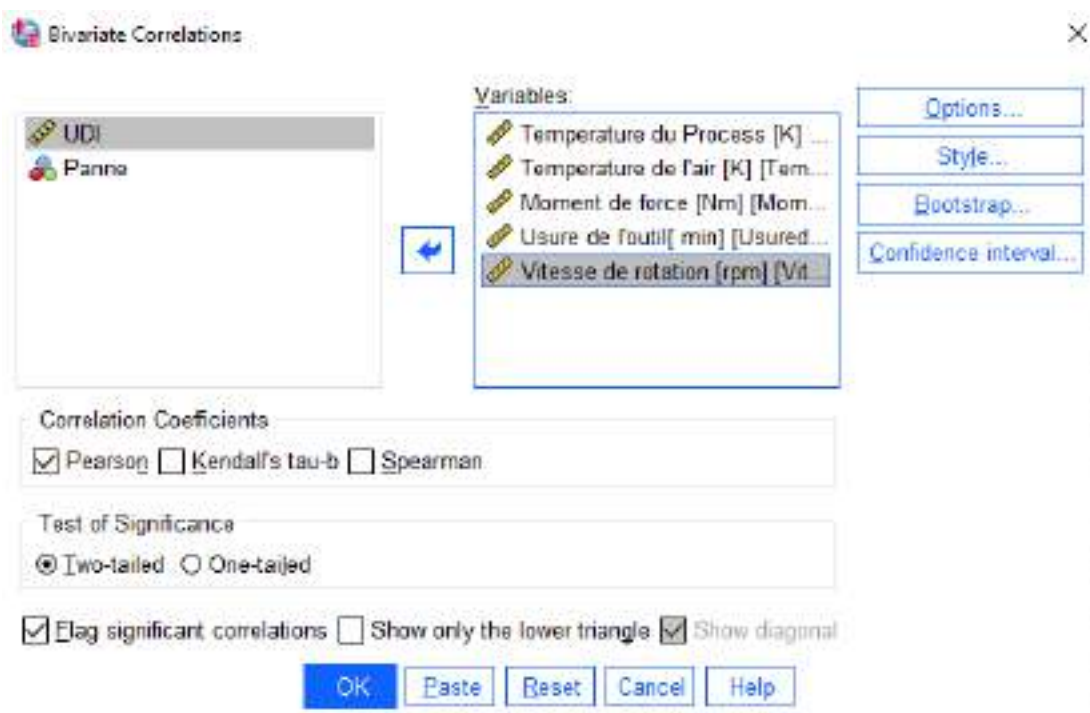 Bivariate Correlations
UDI
Panne
Variables:
Temperature du Process [K] ...
Temperature de l'air [K] [Tem...
Moment de force [Nm] [Mom...
Usure de l'outil[ min] [Usured...
Vitesse de rotation [rpm] [Vit...
Options...
Style...
Bootstrap...
Confidence interval...
Correlation Coefficients
Pearson Kendall's tau-b Spearman
Test of Significance
Two-tailed One-tailed
Flag significant correlations Show only the lower triangle Show diagonal
OK Paste Reset Cancel Help